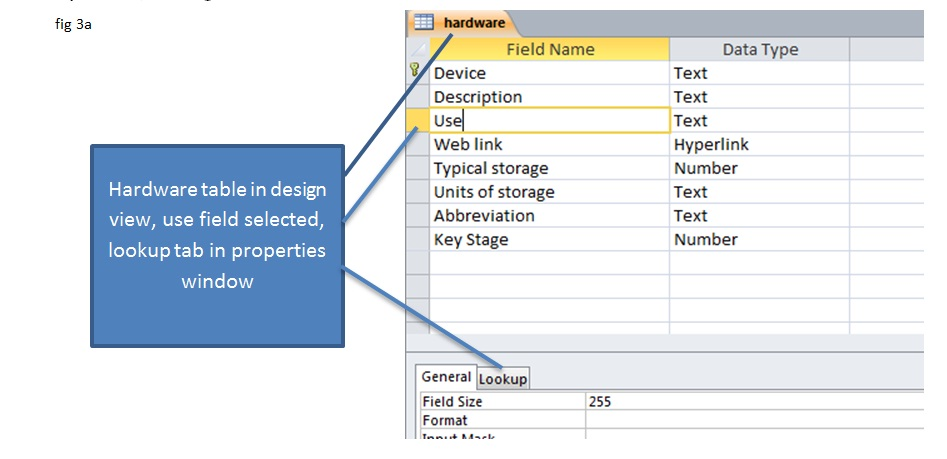 fig 3a
hardware
Field Name Data Type
Device Text
Description Text
Use Text
Web link Hyperlink
Typical storage Number
Units of storage Text
Abbreviation Text
Key Stage Number
Hardware table in design
view, use field selected,
lookup tab in properties
window
General Lookup
Field Size 255
Format
Input Mask